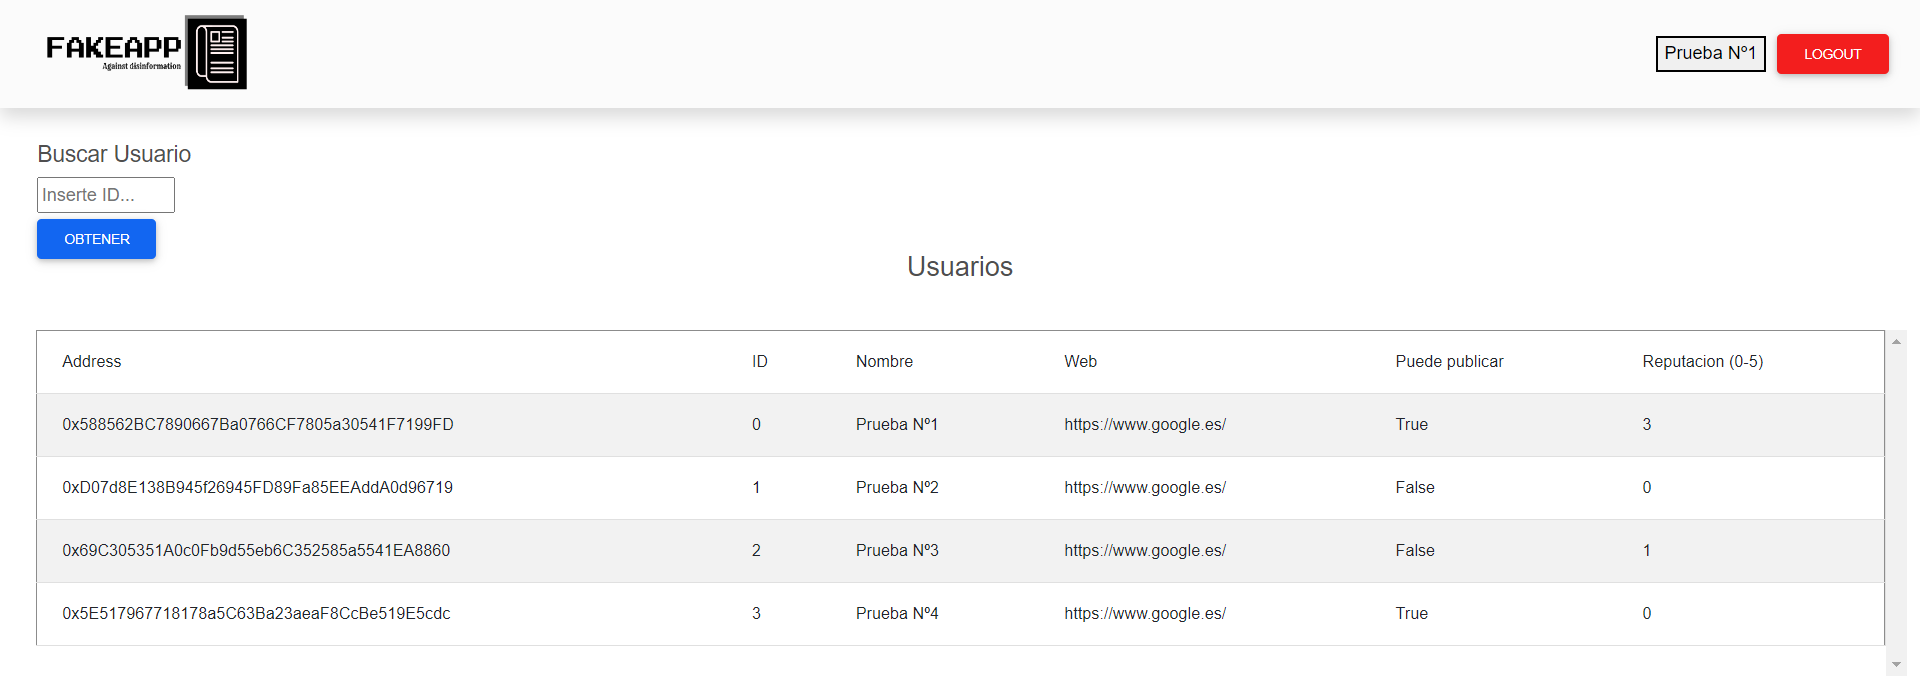 FAKEAPP
Against disinformation
Prueba Nº1
LOGOUT
Buscar Usuario
Inserte ID...
OBTENER
Usuarios
Address ID Nombre Web Puede publicar Reputacion (0-5)
0x588562BC7890667Ba0766CF7805a30541F7199FD 0 Prueba Nº1 https://www.google.es/ True 3
0xD07d8E138B945f26945FD89Fa85EEAddA0d96719 1 Prueba Nº2 https://www.google.es/ False 0
0x69C305351A0c0Fb9d55eb6C352585a5541EA8860 2 Prueba Nº3 https://www.google.es/ False 1
0x5E517967718178a5C63Ba23aeaF8CcBe519E5cdc 3 Prueba Nº4 https://www.google.es/ True 0